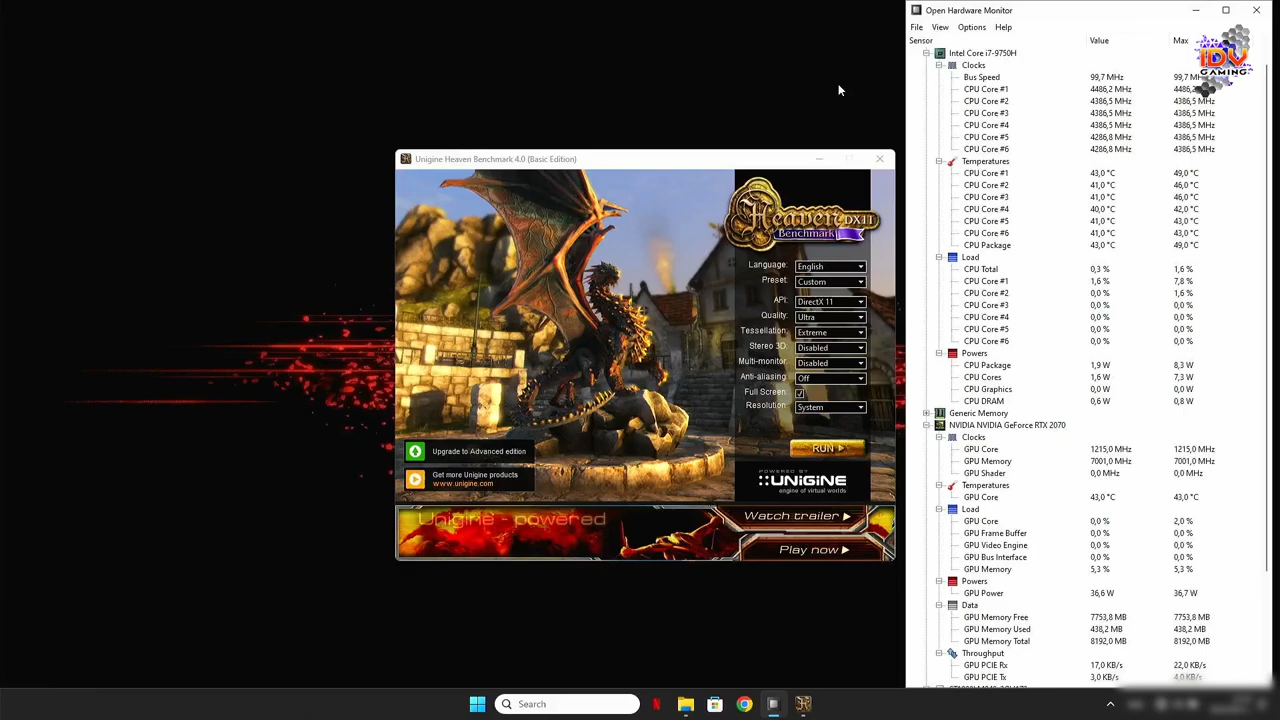 Open Hardware Monitor
File View Options Help
Sensor Value Max
IDV
GAMING
Intel Core i7-9750H
Clocks
Bus Speed 99,7 MHz 99,7 MHz
CPU Core #1 4486,2 MHz 4486,2 MHz
CPU Core #2 4386,5 MHz 4386,5 MHz
CPU Core #3 4386,5 MHz 4386,5 MHz
CPU Core #4 4386,5 MHz 4386,5 MHz
CPU Core #5 4286,8 MHz 4386,5 MHz
CPU Core #6 4286,8 MHz 4386,5 MHz
Temperatures
CPU Core #1 43,0 °C 49,0 °C
CPU Core #2 41,0 °C 46,0 °C
CPU Core #3 41,0 °C 46,0 °C
CPU Core #4 40,0 °C 42,0 °C
CPU Core #5 41,0 °C 43,0 °C
CPU Core #6 41,0 °C 43,0 °C
CPU Package 43,0 °C 49,0 °C
Load
CPU Total 0,3 % 1,6 %
CPU Core #1 1,6 % 7,8 %
CPU Core #2 0,0 % 1,6 %
CPU Core #3 0,0 % 0,0 %
CPU Core #4 0,0 % 0,0 %
CPU Core #5 0,0 % 0,0 %
CPU Core #6 0,0 % 0,0 %
Powers
CPU Package 1,9 W 8,3 W
CPU Cores 1,6 W 7,3 W
CPU Graphics 0,0 W 0,0 W
CPU DRAM 0,6 W 0,8 W
Generic Memory
NVIDIA NVIDIA GeForce RTX 2070
Clocks
GPU Core 1215,0 MHz 1215,0 MHz
GPU Memory 7001,0 MHz 7001,0 MHz
GPU Shader 0,0 MHz 0,0 MHz
Temperatures
GPU Core 43,0 °C 43,0 °C
Load
GPU Core 0,0 % 2,0 %
GPU Frame Buffer 0,0 % 0,0 %
GPU Video Engine 0,0 % 0,0 %
GPU Bus Interface 0,0 % 0,0 %
GPU Memory 5,3 % 5,3 %
Powers
GPU Power 36,6 W 36,7 W
Data
GPU Memory Free 7753,8 MB 7753,8 MB
GPU Memory Used 438,2 MB 438,2 MB
GPU Memory Total 8192,0 MB 8192,0 MB
Throughput
GPU PCIE Rx 17,0 KB/s 22,0 KB/s
GPU PCIE Tx 3,0 KB/s 4,0 KB/s
Unigine Heaven Benchmark 4.0 (Basic Edition)
Heaven DX11
Benchmark
Language: English
Preset: Custom
API: DirectX 11
Quality: Ultra
Tessellation: Extreme
Stereo 3D: Disabled
Multi-monitor: Disabled
Anti-aliasing: Off
Full Screen:
Resolution: System
RUN
Upgrade to Advanced edition
Get more Unigine products
www.unigine.com
POWERED BY
UNIGINE
engine of virtual worlds
Unigine - powered
Watch trailer
Play now
Search